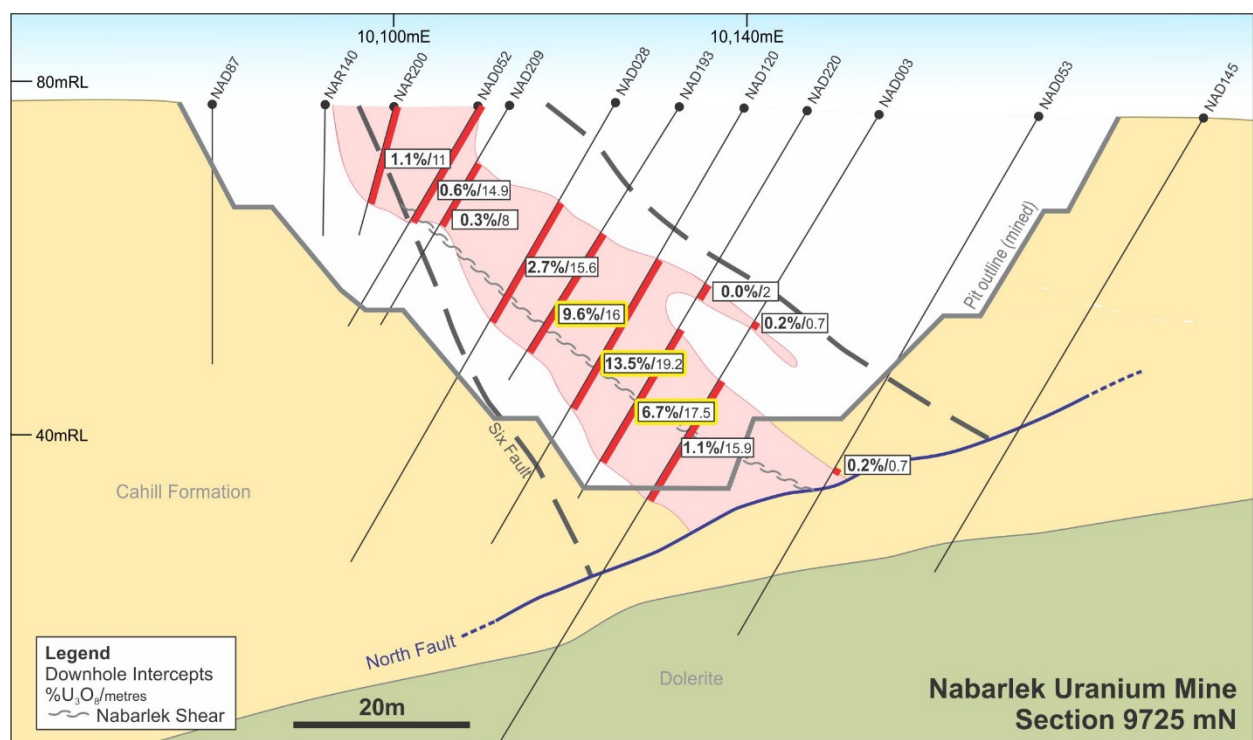 10,100mE
10,140mE
80mRL
NAD87
NAR140
NAR200
NAD052
NAD209
NAD028
NAD193
NAD120
NAD220
NAD003
NAD053
NAD145
1.1%/11
0.6%/14.9
0.3%/8
2.7%/15.6
9.6%/16
13.5%/19.2
6.7%/17.5
1.1%/15.9
0.0%/2
0.2%/0.7
0.2%/0.7
Pit outline (mined)
40mRL
Six Fault
Cahill Formation
North Fault
Dolerite
Legend
Downhole Intercepts
%U₃O₈/metres
Nabarlek Shear
20m
Nabarlek Uranium Mine
Section 9725 mN